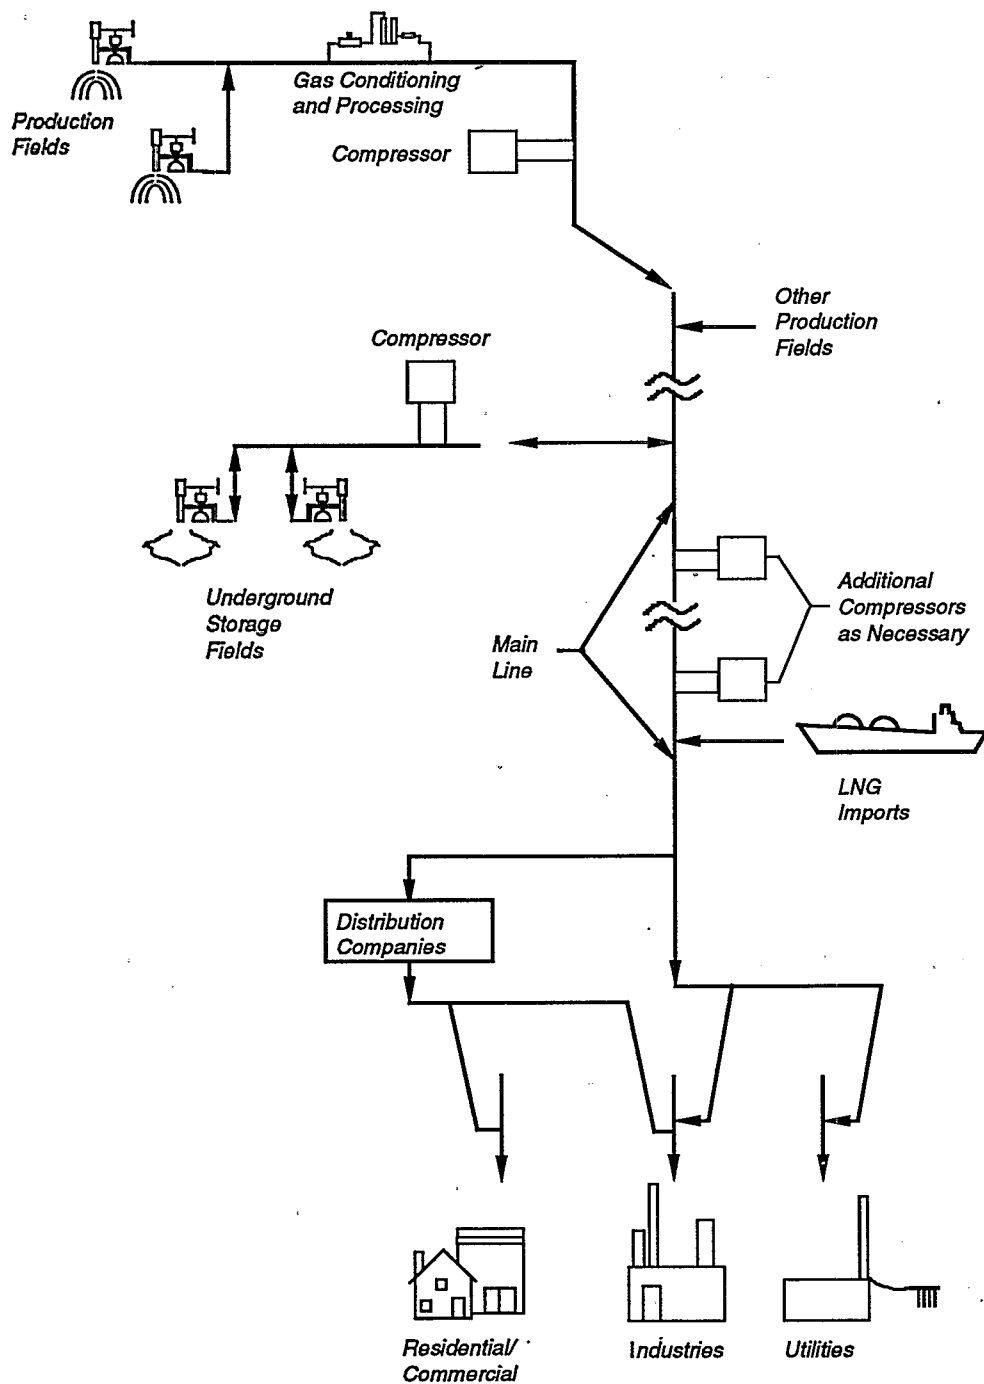 Gas Conditioning
and Processing
Production
Fields
Compressor
Other
Production
Fields
Compressor
Underground
Storage
Fields
Main
Line
Additional
Compressors
as Necessary
LNG
Imports
Distribution
Companies
Residential/
Commercial
Industries
Utilities